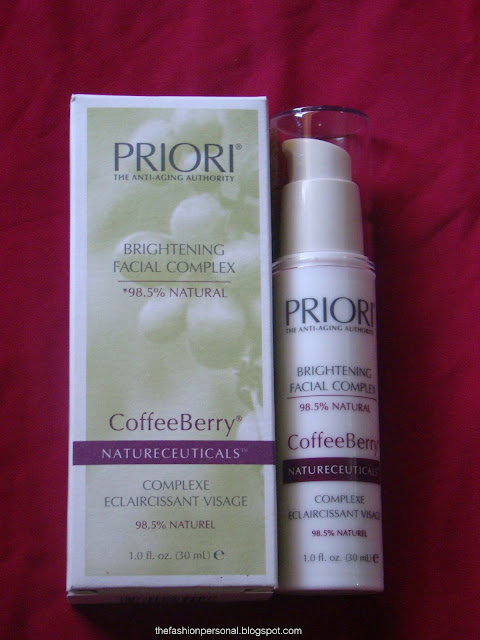 PRIORI®
THE ANTI-AGING AUTHORITY
BRIGHTENING
FACIAL COMPLEX
*98.5% NATURAL
CoffeeBerry®
NATURECEUTICALS™
COMPLEXE
ECLAIRCISSANT VISAGE
98.5% NATUREL
1.0 fl. oz. (30 mL) ℮
PRIORI®
THE ANTI-AGING AUTHORITY
BRIGHTENING
FACIAL COMPLEX
98.5% NATURAL
CoffeeBerry®
NATURECEUTICALS™
COMPLEXE
ECLAIRCISSANT VISAGE
98.5% NATUREL
1.0 fl. oz. (30 mL) ℮
thefashionpersonal.blogspot.com